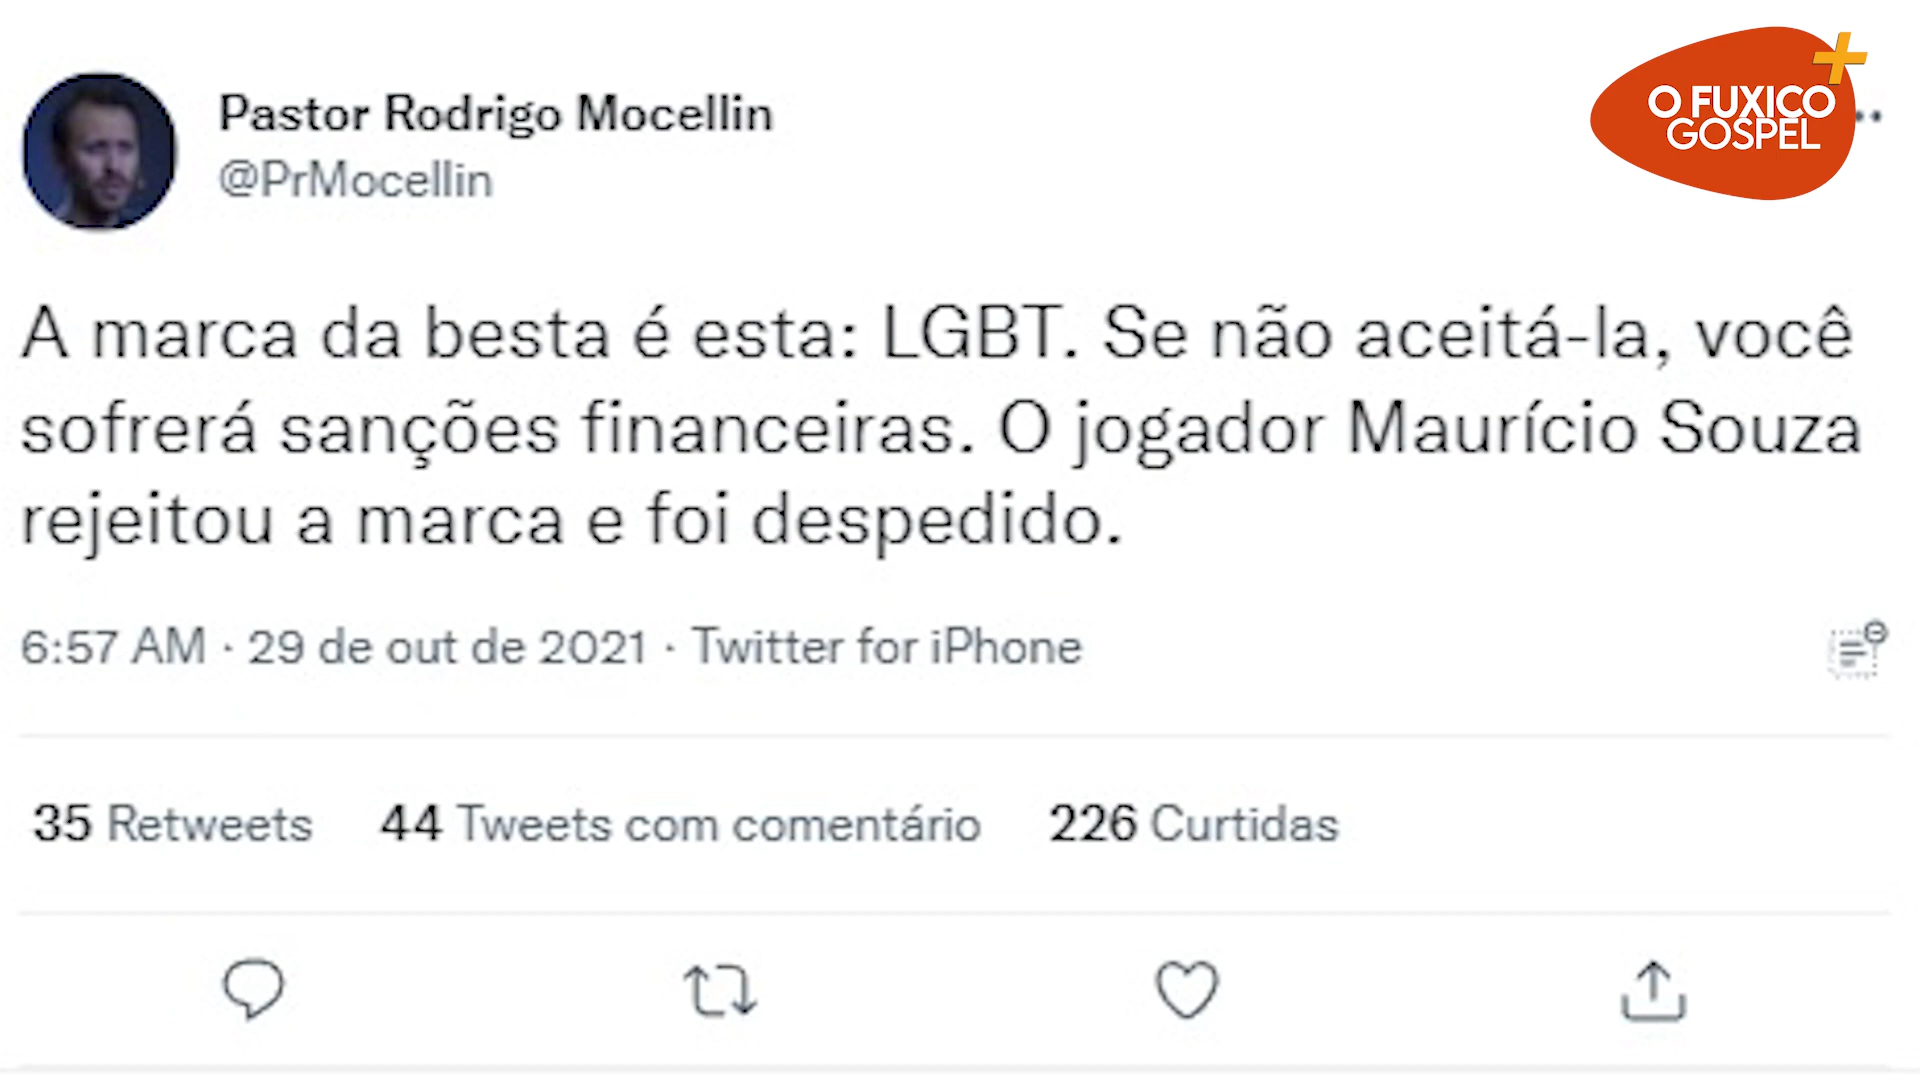 Pastor Rodrigo Mocellin
@PrMocellin
O FUXICO
GOSPEL
A marca da besta é esta: LGBT. Se não aceitá-la, você
sofrerá sanções financeiras. O jogador Maurício Souza
rejeitou a marca e foi despedido.
6:57 AM · 29 de out de 2021 · Twitter for iPhone
35 Retweets 44 Tweets com comentário 226 Curtidas